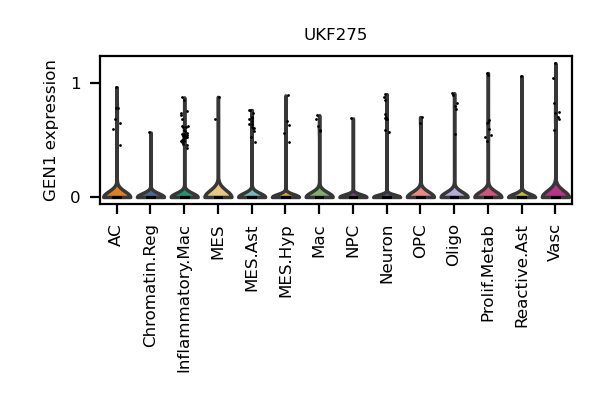 UKF275
GEN1 expression
1
0
AC
Chromatin.Reg
Inflammatory.Mac
MES
MES.Ast
MES.Hyp
Mac
NPC
Neuron
OPC
Oligo
Prolif.Metab
Reactive.Ast
Vasc